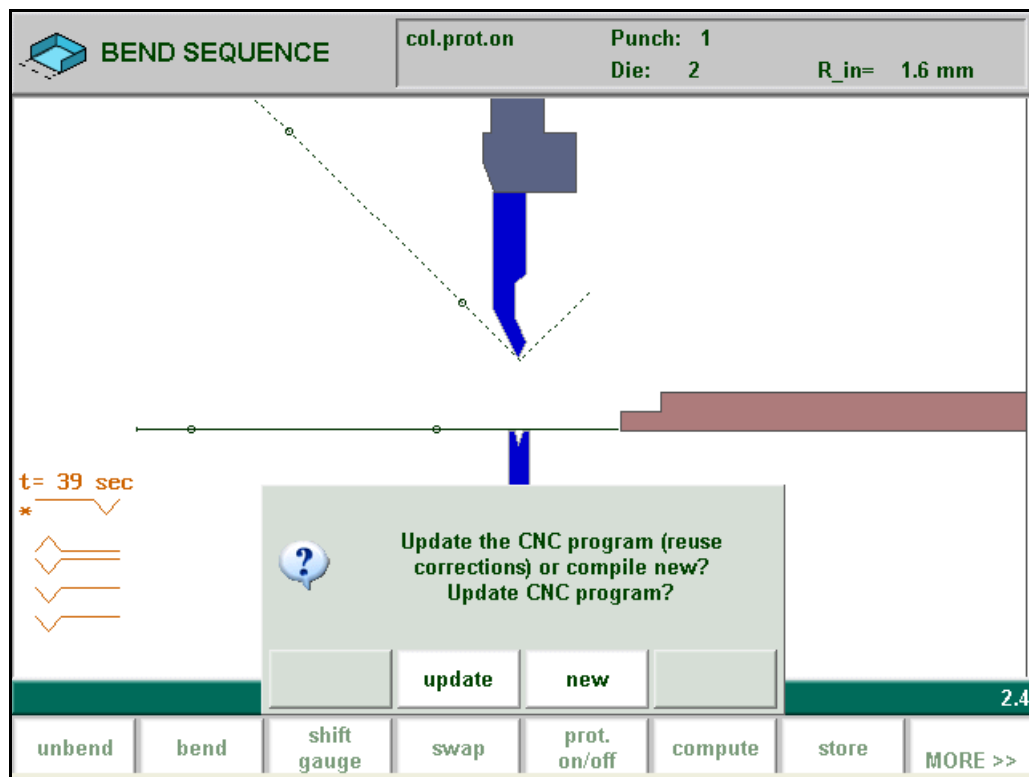 BEND SEQUENCE
col.prot.on
Punch: 1
Die: 2
R_in= 1.6 mm
t= 39 sec
*
?
Update the CNC program (reuse
corrections) or compile new?
Update CNC program?
update
new
2.4
unbend
bend
shift
gauge
swap
prot.
on/off
compute
store
MORE >>